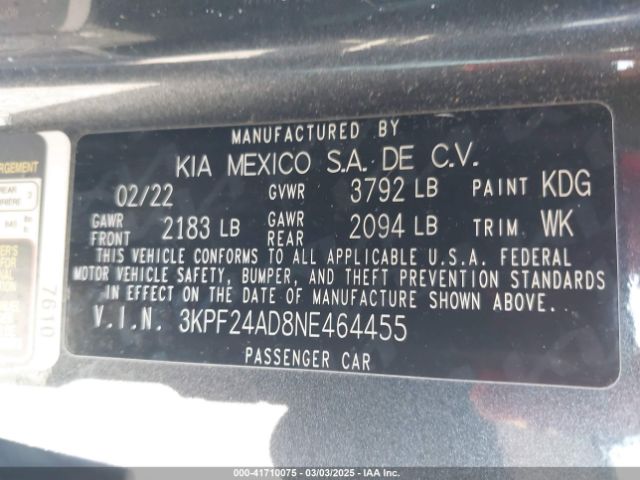 MANUFACTURED BY
KIA MEXICO S.A. DE C.V.
02/22 GVWR 3792 LB PAINT KDG
GAWR FRONT 2183 LB GAWR REAR 2094 LB TRIM WK
THIS VEHICLE CONFORMS TO ALL APPLICABLE U.S.A. FEDERAL
MOTOR VEHICLE SAFETY, BUMPER, AND THEFT PREVENTION STANDARDS
IN EFFECT ON THE DATE OF MANUFACTURE SHOWN ABOVE.
V.I.N. 3KPF24AD8NE464455
PASSENGER CAR
7610
REAR
000-41710075 — 03/03/2025 — IAA Inc.